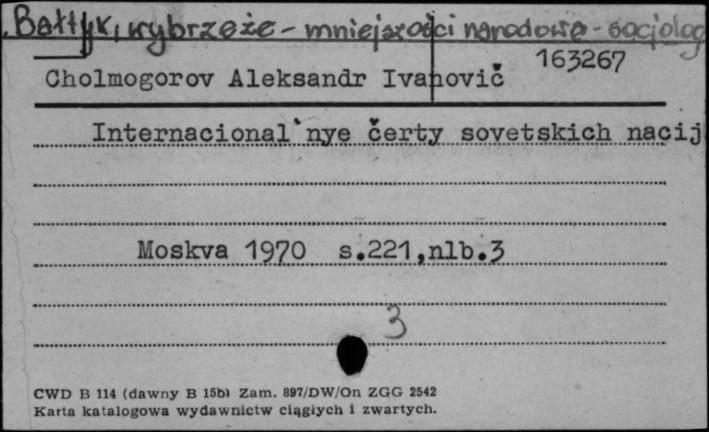 Bałtyk, wybrzeże - mniejszości narodowe - socjolog
163267
Cholmogorov Aleksandr Ivanovič
Internacional'nye čerty sovetskich nacij
Moskva 1970 s.221,nlb.3
3
CWD B 114 (dawny B 15b) Zam. 897/DW/On ZGG 2542
Karta katalogowa wydawnictw ciągłych i zwartych.